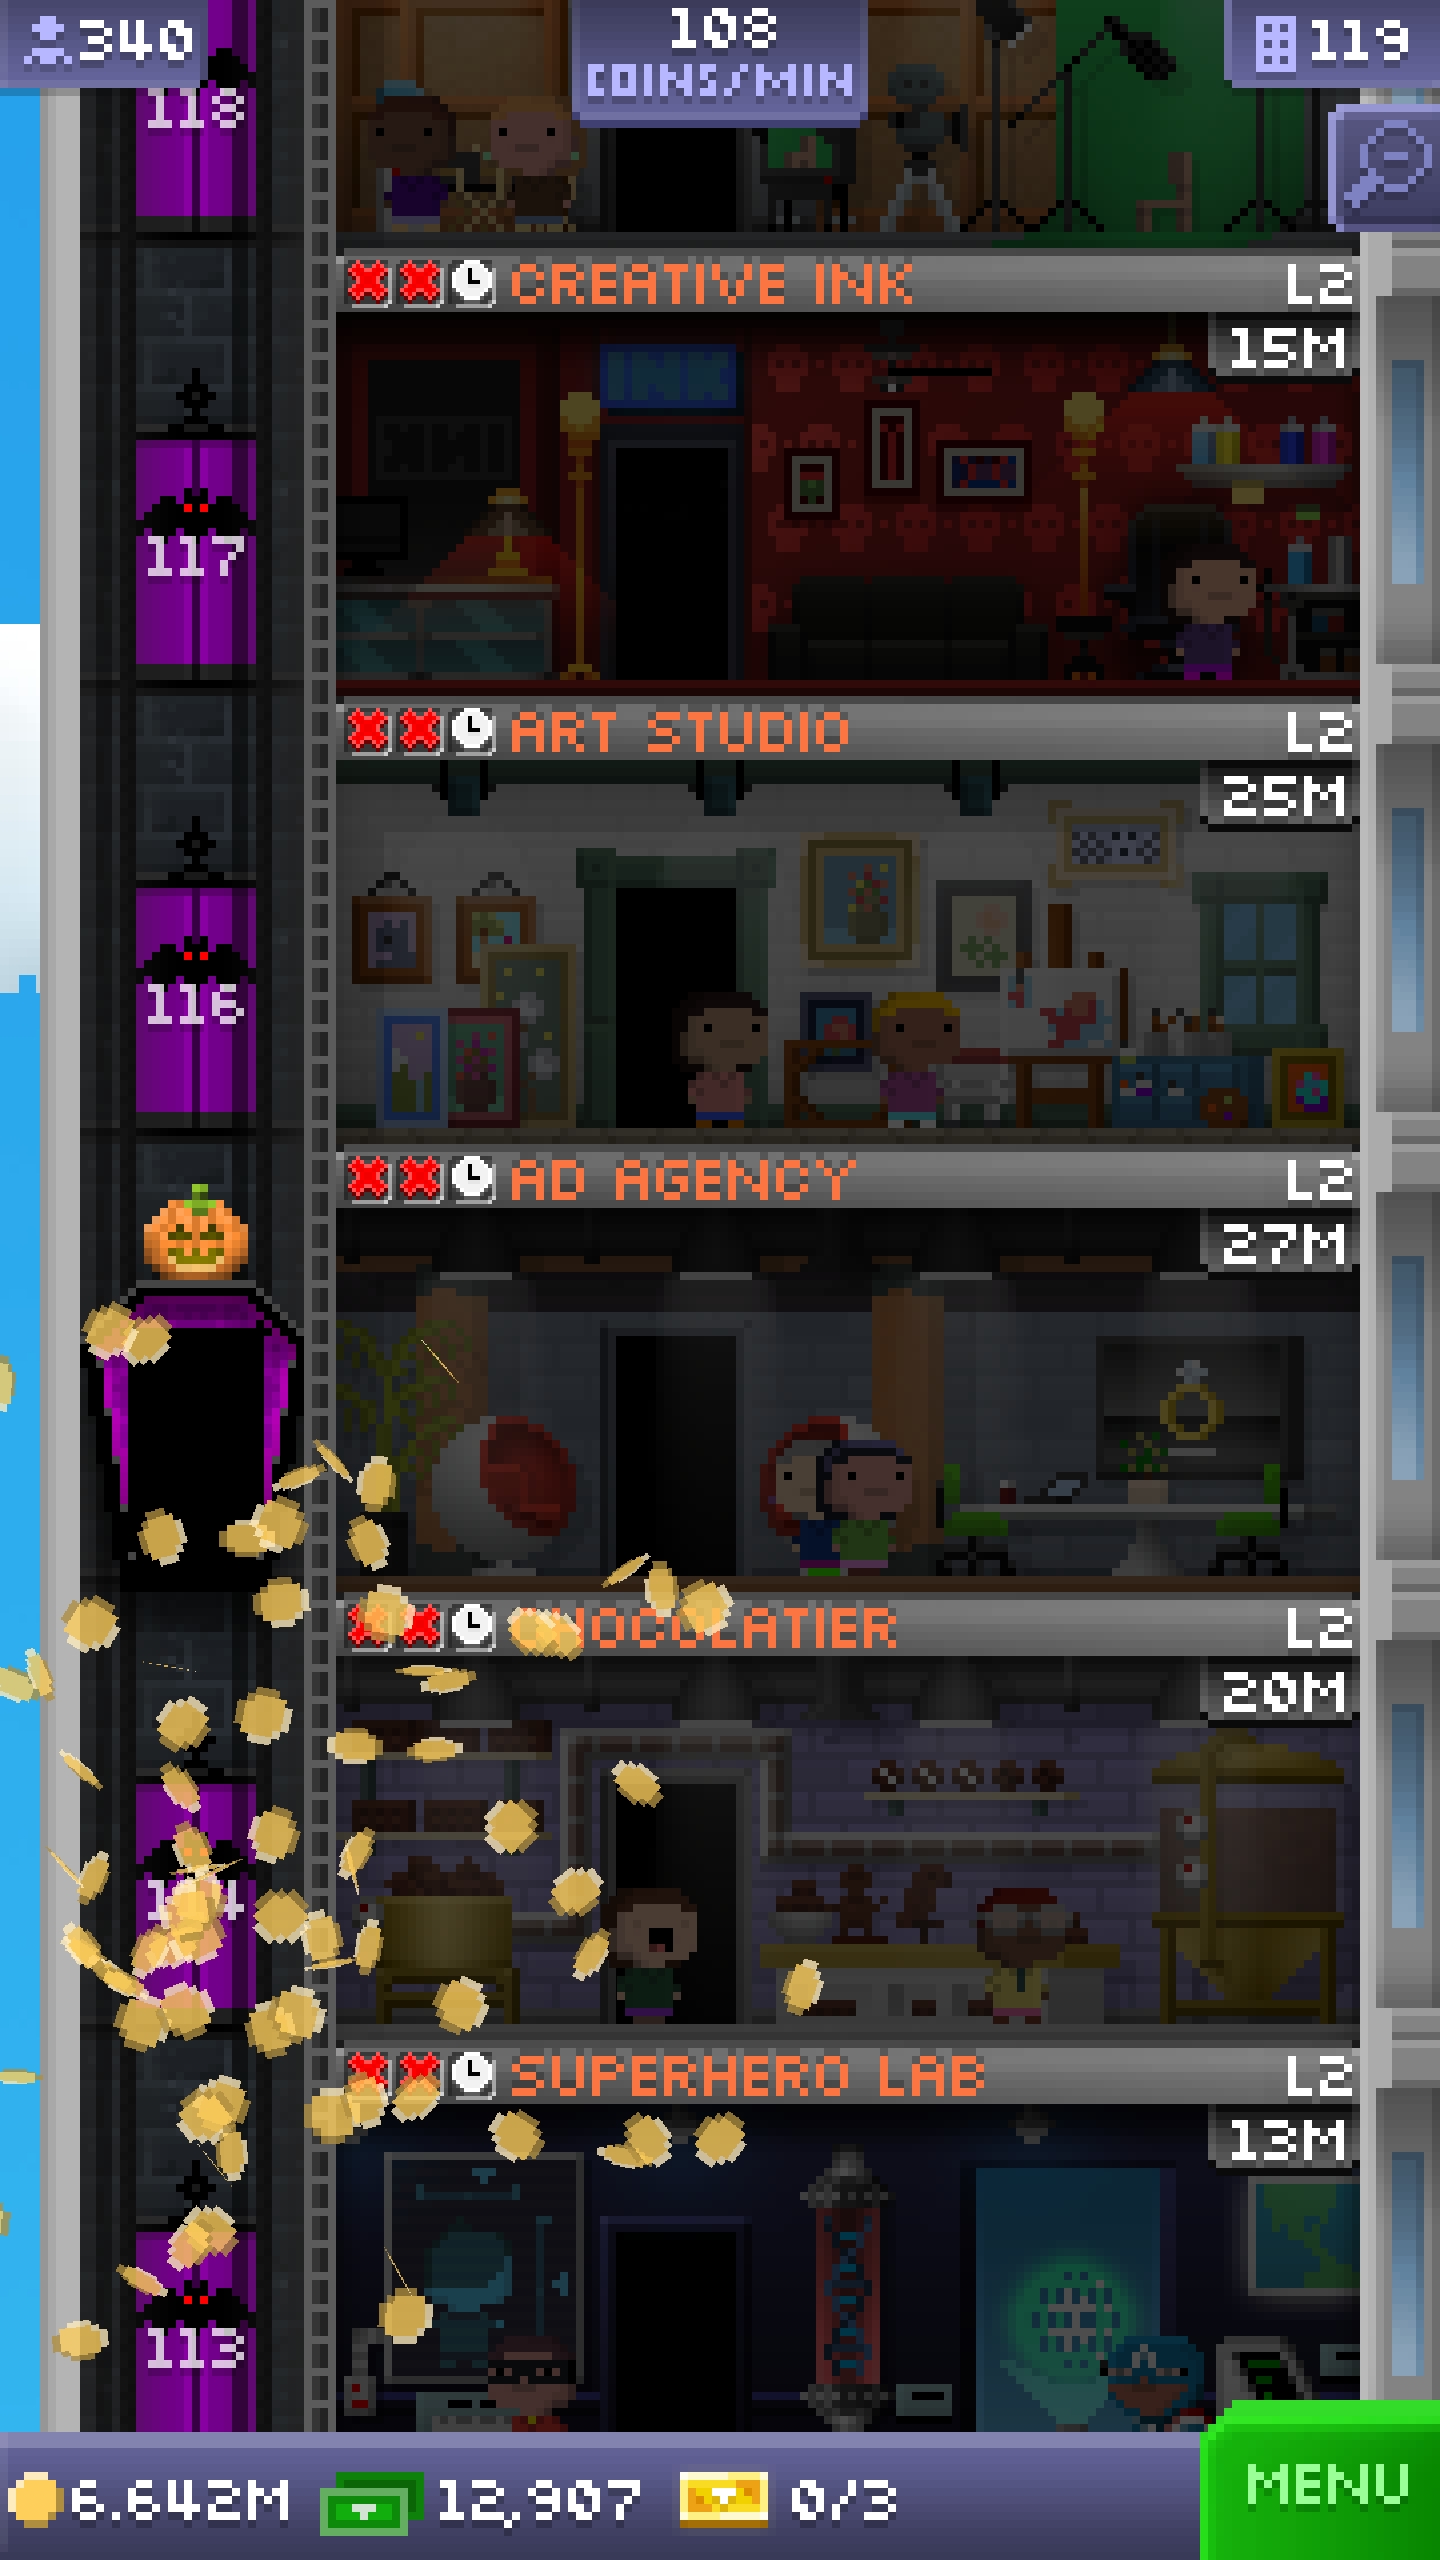 340
108
COINS/MIN
119
118
CREATIVE INK L2
15M
INK
117
ART STUDIO L2
25M
116
AD AGENCY L2
27M
CHOCOLATIER L2
20M
114
SUPERHERO LAB L2
13M
113
6.642M 12,907 0/3
MENU